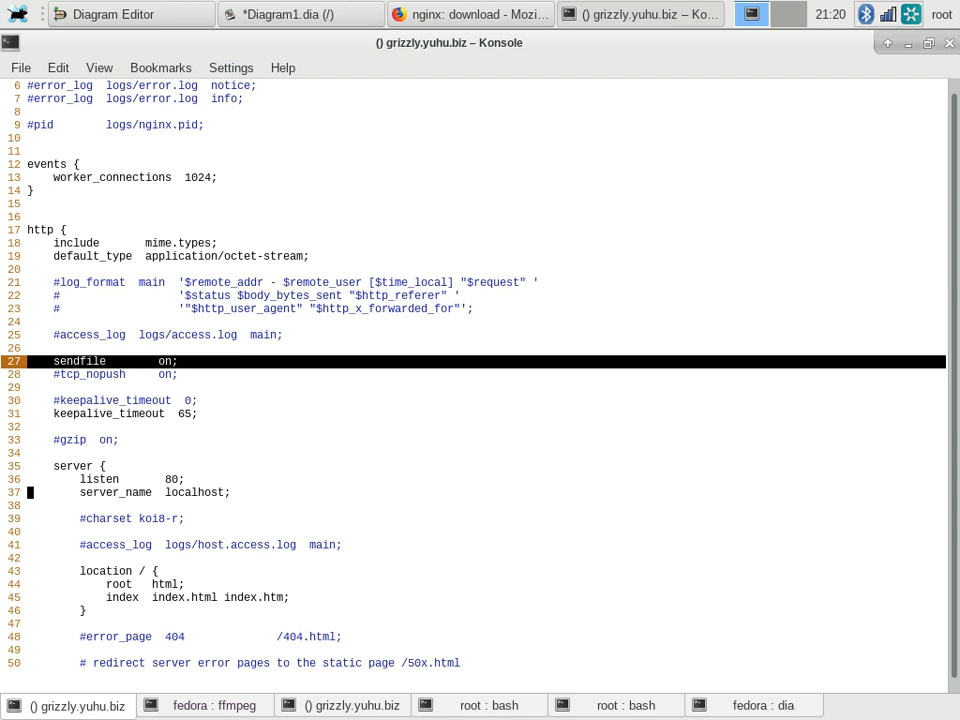 Diagram Editor
*Diagram1.dia (/)
nginx: download - Mozi...
() grizzly.yuhu.biz – Ko...
21:20
root
() grizzly.yuhu.biz – Konsole
File Edit View Bookmarks Settings Help
6 #error_log logs/error.log notice;
7 #error_log logs/error.log info;
8
9 #pid logs/nginx.pid;
10
11
12 events {
13 worker_connections 1024;
14 }
15
16
17 http {
18 include mime.types;
19 default_type application/octet-stream;
20
21 #log_format main '$remote_addr - $remote_user [$time_local] "$request" '
22 # '$status $body_bytes_sent "$http_referer" '
23 # '"$http_user_agent" "$http_x_forwarded_for"';
24
25 #access_log logs/access.log main;
26
27 sendfile on;
28 #tcp_nopush on;
29
30 #keepalive_timeout 0;
31 keepalive_timeout 65;
32
33 #gzip on;
34
35 server {
36 listen 80;
37 server_name localhost;
38
39 #charset koi8-r;
40
41 #access_log logs/host.access.log main;
42
43 location / {
44 root html;
45 index index.html index.htm;
46 }
47
48 #error_page 404 /404.html;
49
50 # redirect server error pages to the static page /50x.html
() grizzly.yuhu.biz
fedora : ffmpeg
() grizzly.yuhu.biz
root : bash
root : bash
fedora : dia